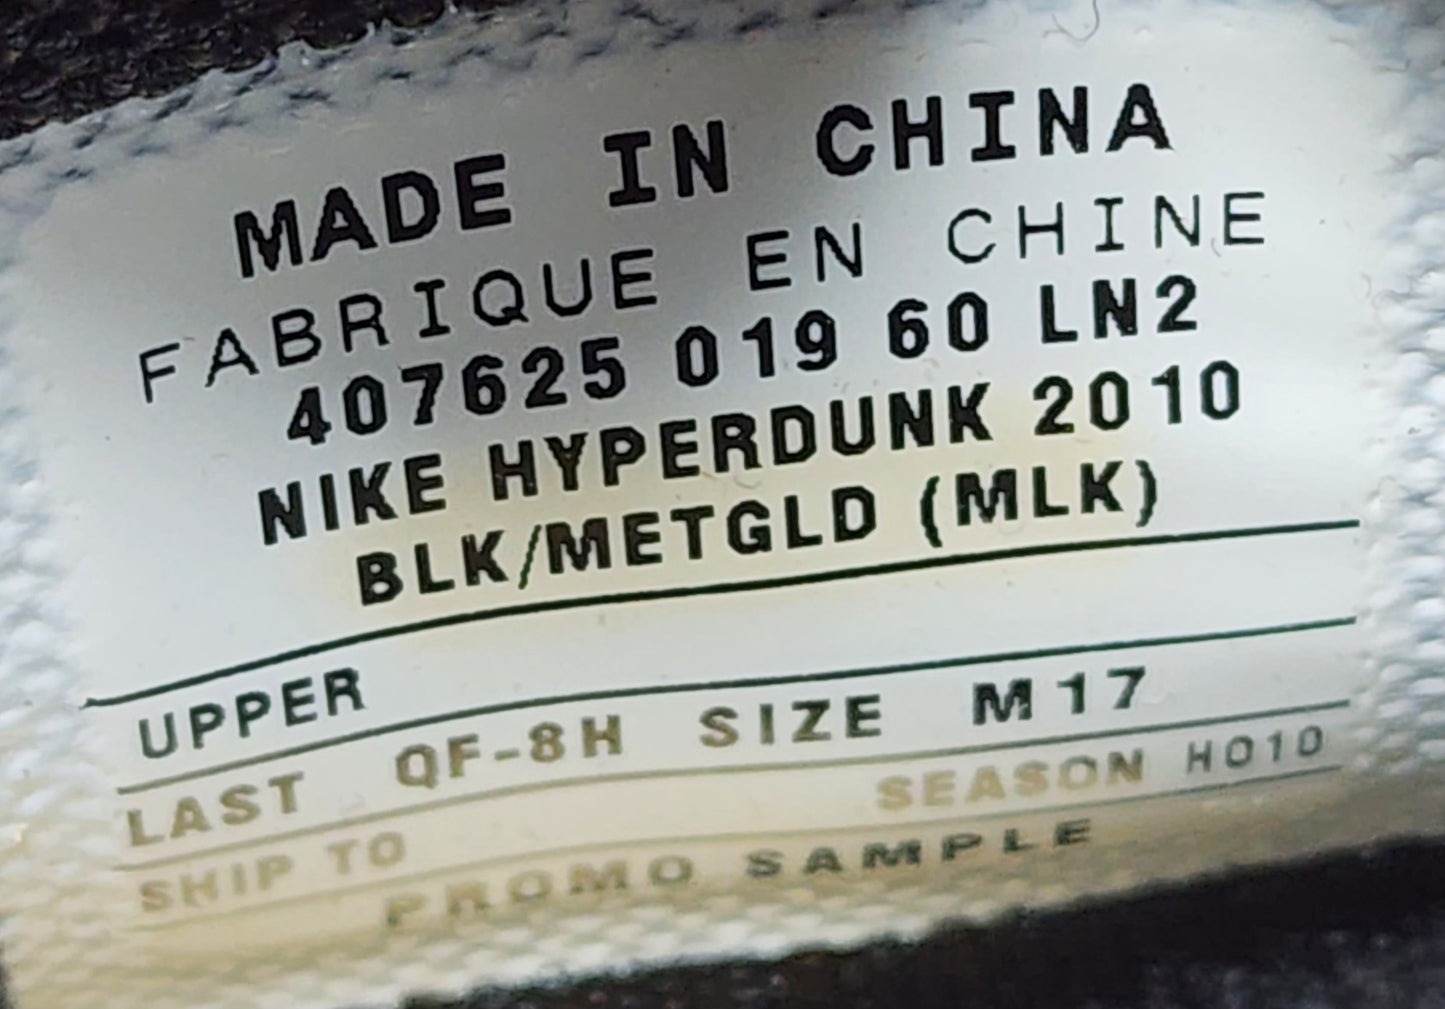 MADE IN CHINA
FABRIQUE EN CHINE
407625 019 60 LN2
NIKE HYPERDUNK 2010
BLK/METGLD (MLK)
UPPER
LAST QF-8H SIZE M17
SEASON HO10
SHIP TO
PROMO SAMPLE